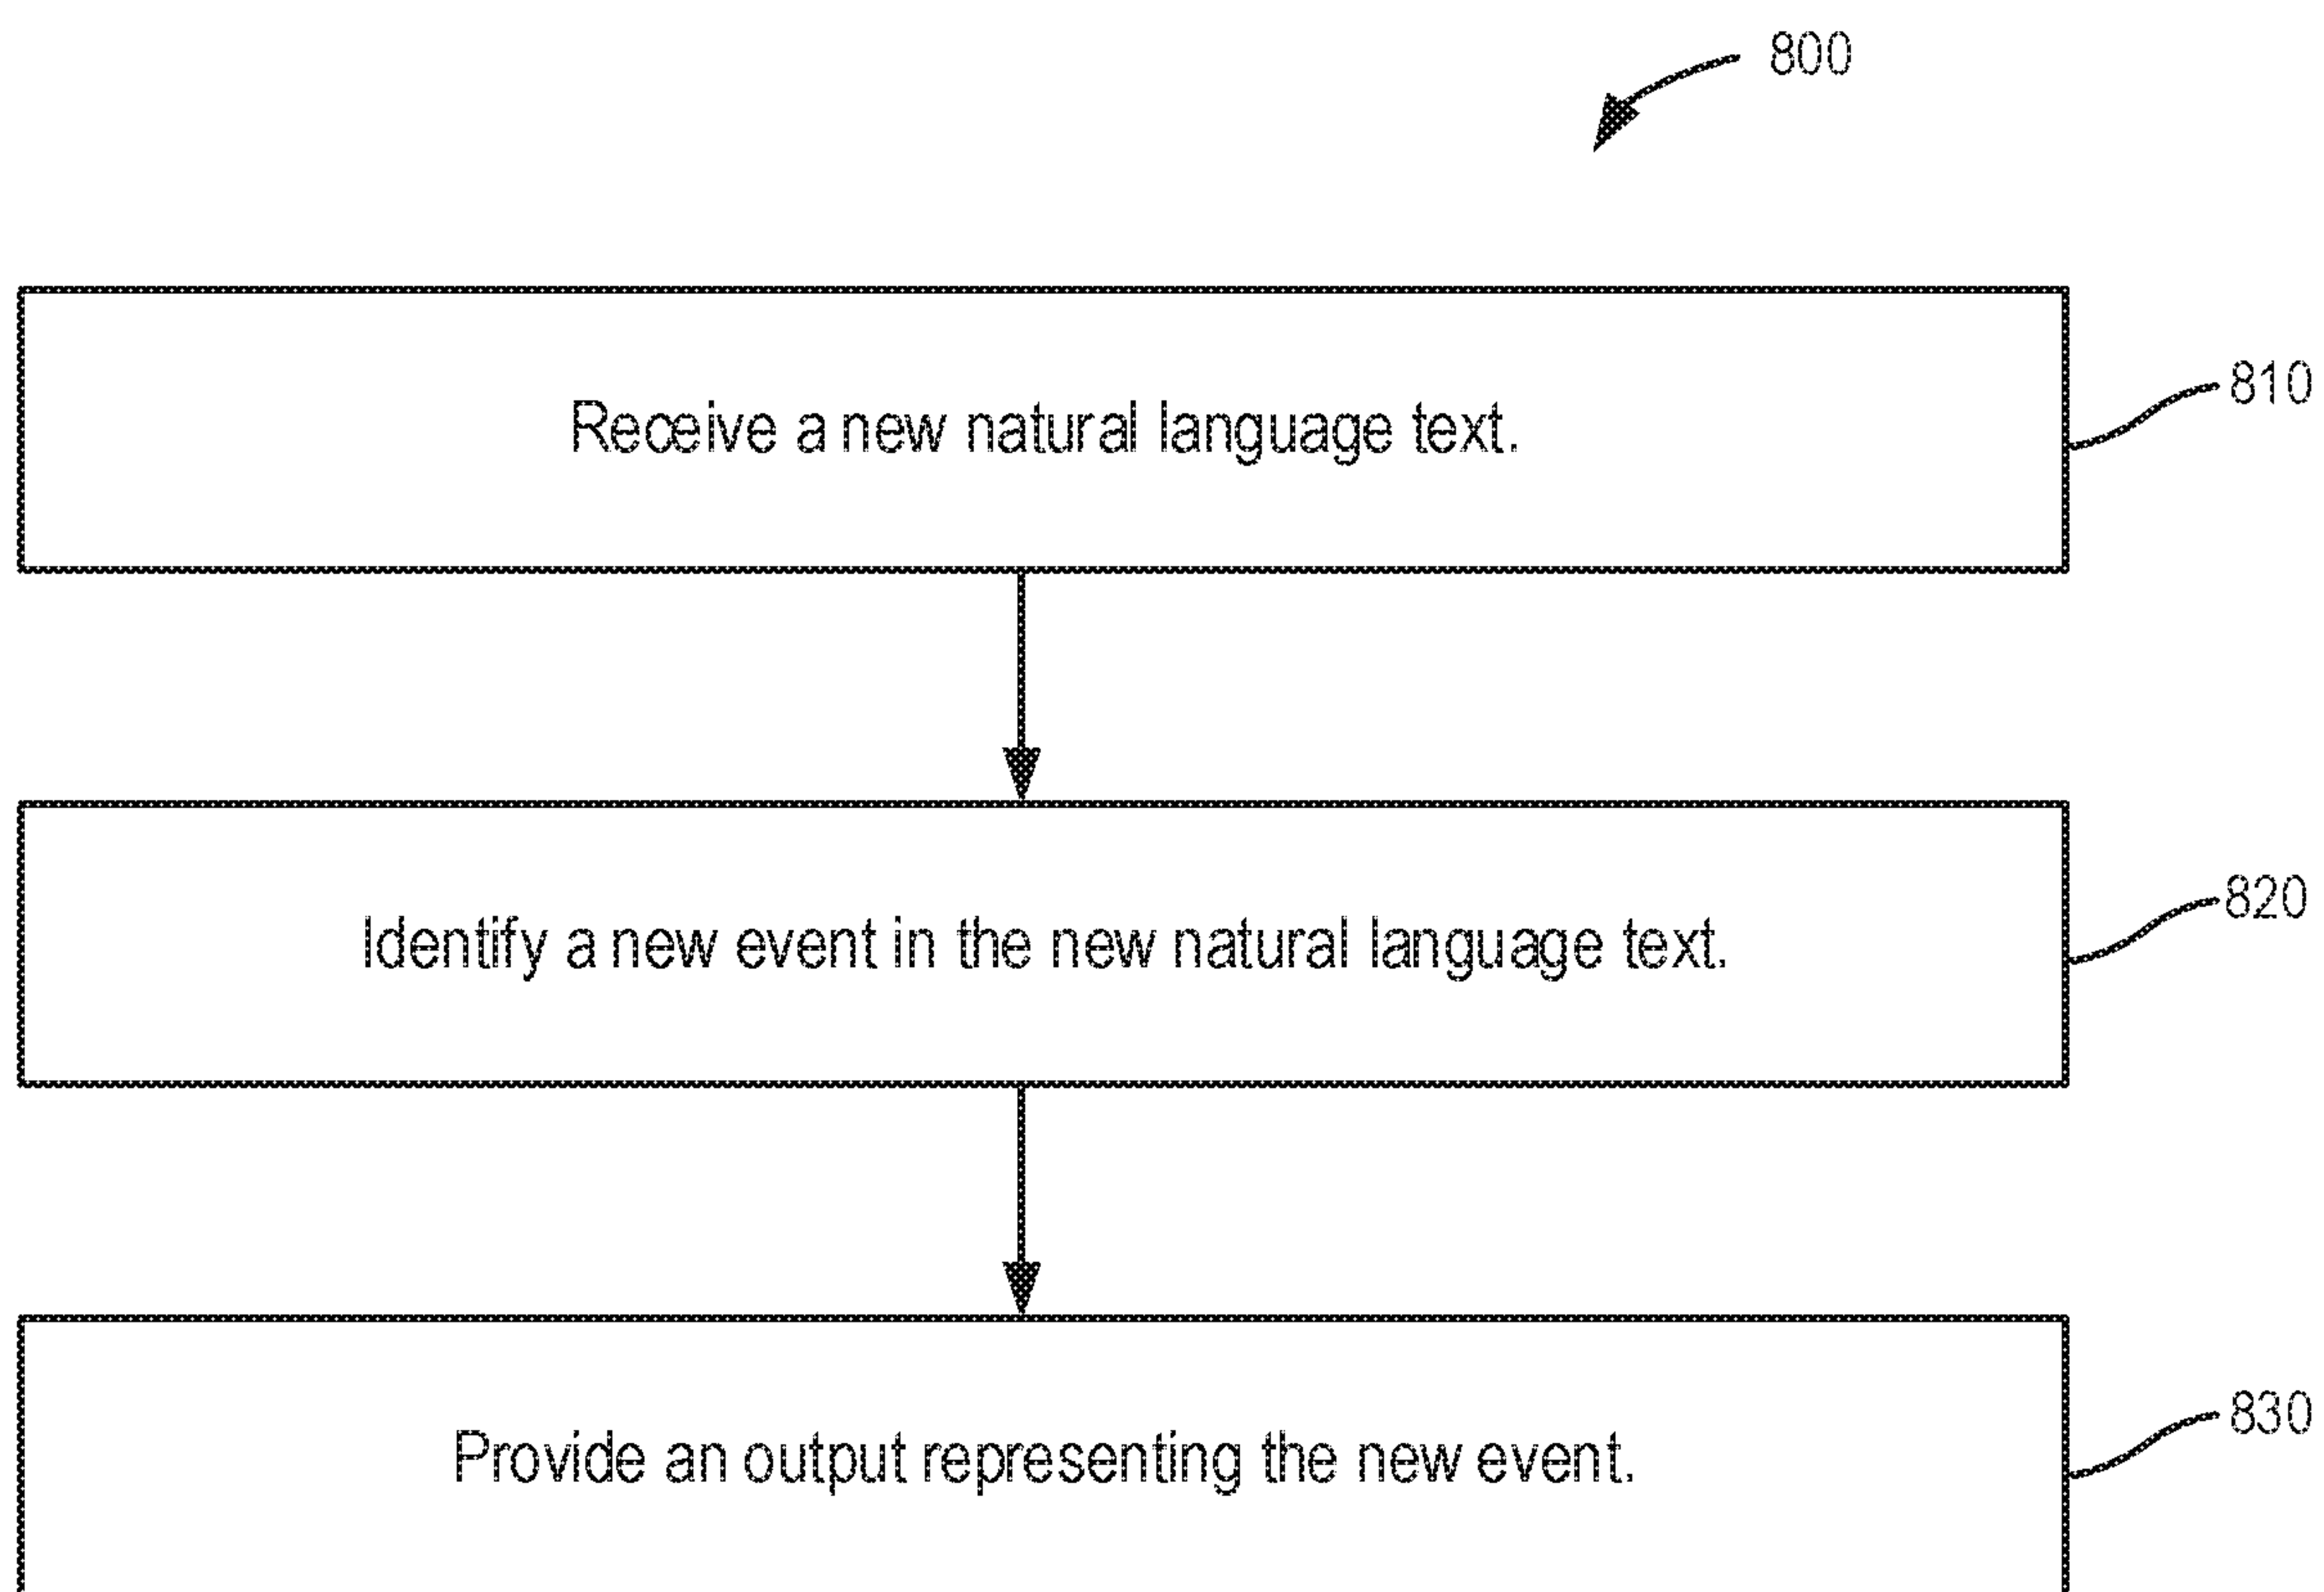 800
Receive a new natural language text.
810
Identify a new event in the new natural language text.
820
Provide an output representing the new event.
830